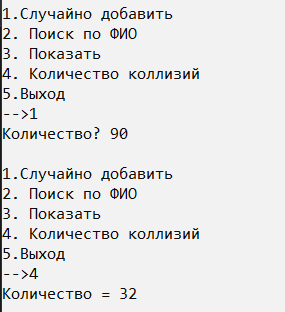 1.Случайно добавить
2. Поиск по ФИО
3. Показать
4. Количество коллизий
5.Выход
-->1
Количество? 90
1.Случайно добавить
2. Поиск по ФИО
3. Показать
4. Количество коллизий
5.Выход
-->4
Количество = 32